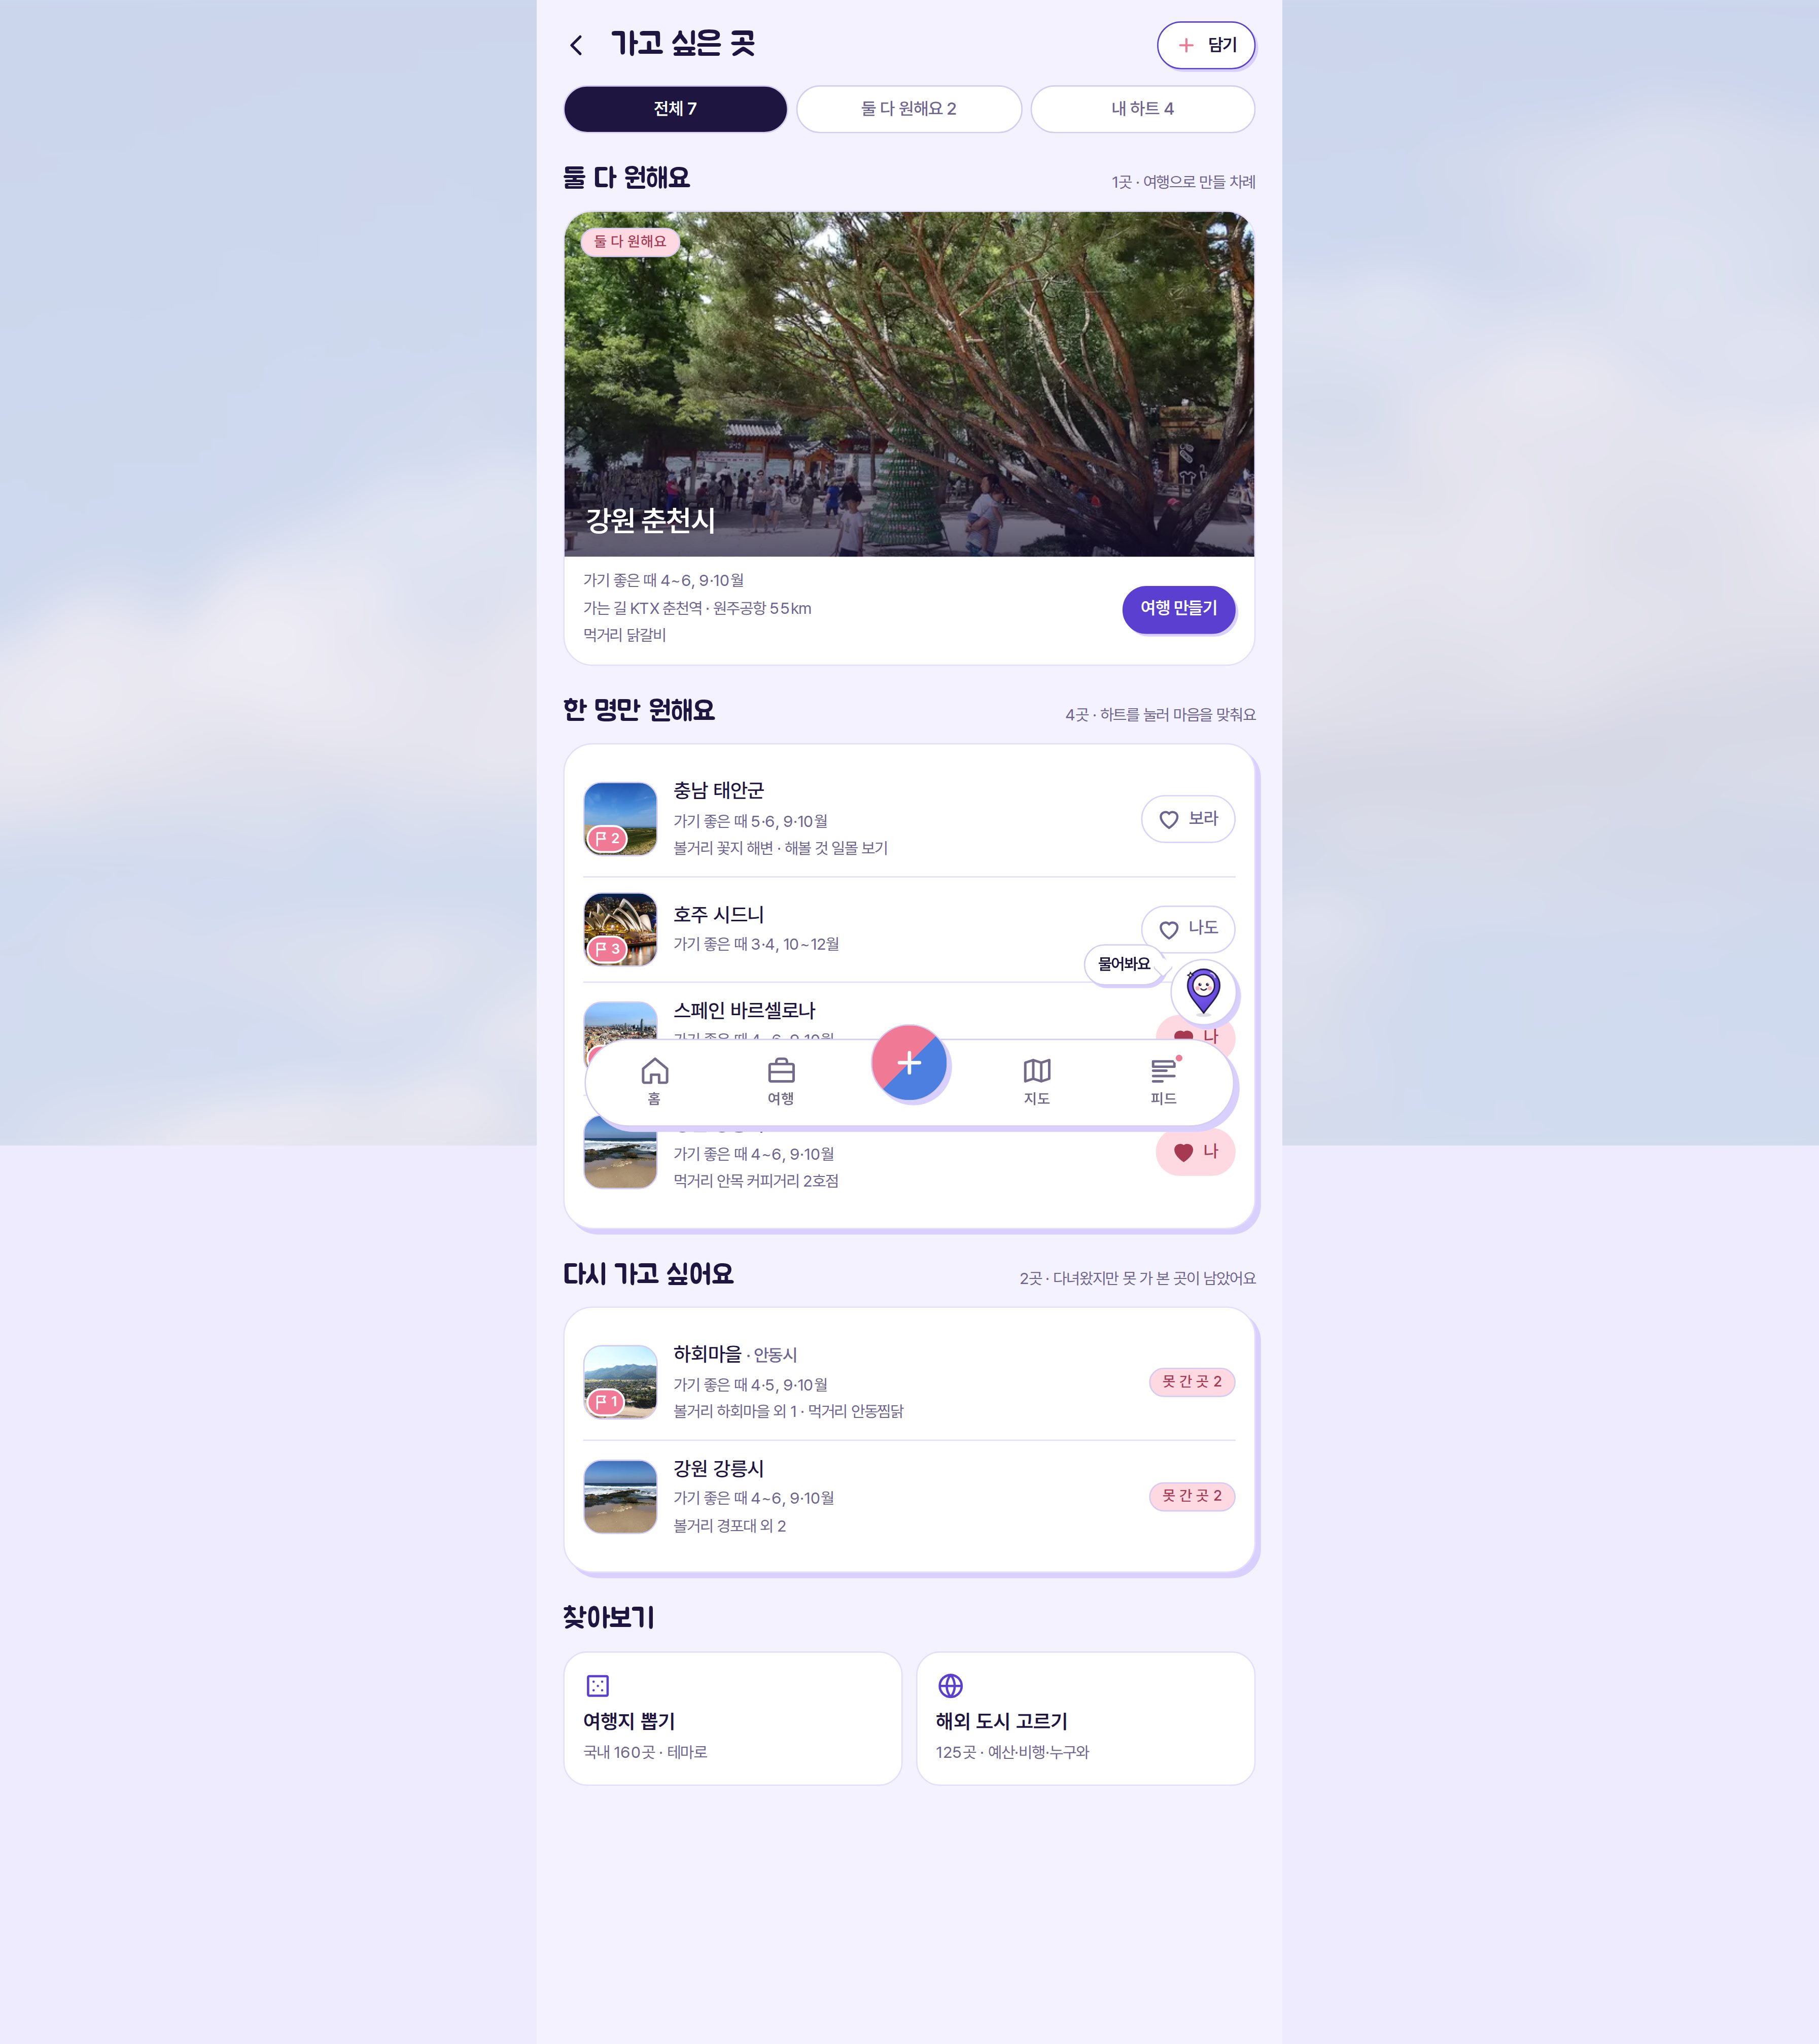 가고 싶은 곳
담기
전체 7
둘 다 원해요 2
내 하트 4
둘 다 원해요
1곳 · 여행으로 만들 차례
둘 다 원해요
강원 춘천시
가기 좋은 때 4~6, 9·10월
가는 길 KTX 춘천역 · 원주공항 55km
먹거리 닭갈비
여행 만들기
한 명만 원해요
4곳 · 하트를 눌러 마음을 맞춰요
충남 태안군
가기 좋은 때 5·6, 9·10월
볼거리 꽃지 해변 · 해볼 것 일몰 보기
2
보라
호주 시드니
가기 좋은 때 3·4, 10~12월
3
나도
물어봐요
스페인 바르셀로나
나
홈
여행
지도
피드
가기 좋은 때 4~6, 9·10월
먹거리 안목 커피거리 2호점
나
다시 가고 싶어요
2곳 · 다녀왔지만 못 가 본 곳이 남았어요
하회마을 · 안동시
가기 좋은 때 4·5, 9·10월
볼거리 하회마을 외 1 · 먹거리 안동찜닭
1
못 간 곳 2
강원 강릉시
가기 좋은 때 4~6, 9·10월
볼거리 경포대 외 2
못 간 곳 2
찾아보기
여행지 뽑기
국내 160곳 · 테마로
해외 도시 고르기
125곳 · 예산·비행·누구와